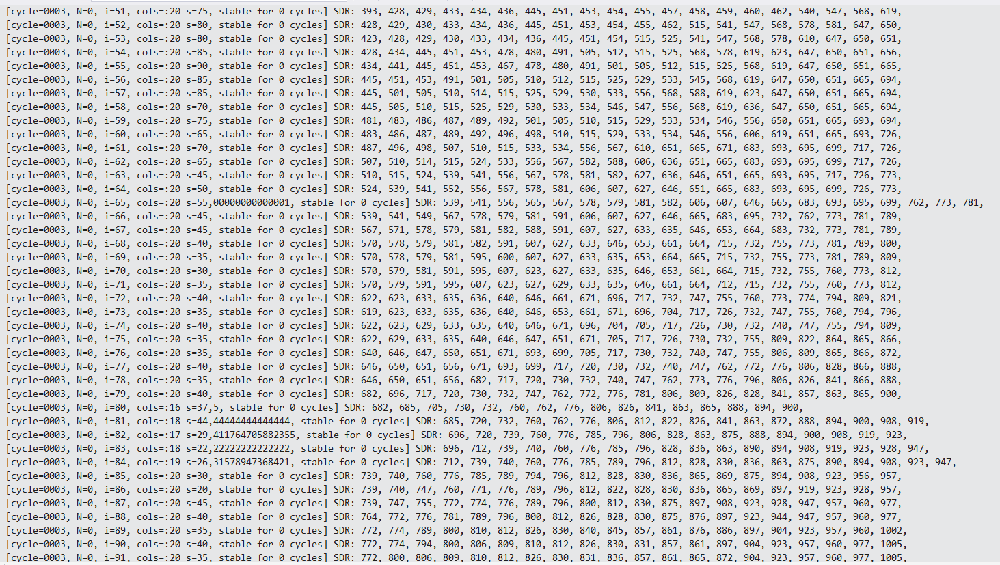 [cycle=0003, N=0, i=51, cols=:20 s=75, stable for 0 cycles] SDR: 393, 428, 429, 433, 434, 436, 445, 451, 453, 454, 455, 457, 458, 459, 460, 462, 540, 547, 568, 619,
[cycle=0003, N=0, i=52, cols=:20 s=80, stable for 0 cycles] SDR: 428, 429, 430, 433, 434, 436, 445, 451, 453, 454, 455, 462, 515, 541, 547, 568, 578, 581, 647, 650,
[cycle=0003, N=0, i=53, cols=:20 s=80, stable for 0 cycles] SDR: 423, 428, 429, 430, 433, 434, 436, 445, 451, 454, 515, 525, 541, 547, 568, 578, 610, 647, 650, 651,
[cycle=0003, N=0, i=54, cols=:20 s=85, stable for 0 cycles] SDR: 428, 434, 445, 451, 453, 478, 480, 491, 505, 512, 515, 525, 568, 578, 619, 623, 647, 650, 651, 656,
[cycle=0003, N=0, i=55, cols=:20 s=90, stable for 0 cycles] SDR: 434, 441, 445, 451, 453, 467, 478, 480, 491, 501, 505, 512, 515, 525, 568, 619, 647, 650, 651, 665,
[cycle=0003, N=0, i=56, cols=:20 s=85, stable for 0 cycles] SDR: 445, 451, 453, 491, 501, 505, 510, 512, 515, 525, 529, 533, 545, 568, 619, 647, 650, 651, 665, 694,
[cycle=0003, N=0, i=57, cols=:20 s=85, stable for 0 cycles] SDR: 445, 501, 505, 510, 514, 515, 525, 529, 530, 533, 556, 568, 588, 619, 623, 647, 650, 651, 665, 694,
[cycle=0003, N=0, i=58, cols=:20 s=70, stable for 0 cycles] SDR: 445, 505, 510, 515, 525, 529, 530, 533, 534, 546, 547, 556, 568, 619, 636, 647, 650, 651, 665, 694,
[cycle=0003, N=0, i=59, cols=:20 s=75, stable for 0 cycles] SDR: 481, 483, 486, 487, 489, 492, 501, 505, 510, 515, 529, 533, 534, 546, 556, 650, 651, 665, 693, 694,
[cycle=0003, N=0, i=60, cols=:20 s=65, stable for 0 cycles] SDR: 483, 486, 487, 489, 492, 496, 498, 510, 515, 529, 533, 534, 546, 556, 606, 619, 651, 665, 693, 726,
[cycle=0003, N=0, i=61, cols=:20 s=70, stable for 0 cycles] SDR: 487, 496, 498, 507, 510, 515, 533, 534, 556, 567, 610, 651, 665, 671, 683, 693, 695, 699, 717, 726,
[cycle=0003, N=0, i=62, cols=:20 s=65, stable for 0 cycles] SDR: 507, 510, 514, 515, 524, 533, 556, 567, 582, 588, 606, 636, 651, 665, 683, 693, 695, 699, 717, 726,
[cycle=0003, N=0, i=63, cols=:20 s=45, stable for 0 cycles] SDR: 510, 515, 524, 539, 541, 556, 567, 578, 581, 582, 627, 636, 646, 651, 665, 693, 695, 717, 726, 773,
[cycle=0003, N=0, i=64, cols=:20 s=50, stable for 0 cycles] SDR: 524, 539, 541, 552, 556, 567, 578, 581, 606, 607, 627, 646, 651, 665, 683, 693, 695, 699, 726, 773,
[cycle=0003, N=0, i=65, cols=:20 s=55,00000000000001, stable for 0 cycles] SDR: 539, 541, 556, 565, 567, 578, 579, 581, 582, 606, 607, 646, 665, 683, 693, 695, 699, 762, 773, 781,
[cycle=0003, N=0, i=66, cols=:20 s=45, stable for 0 cycles] SDR: 539, 541, 549, 567, 578, 579, 581, 591, 606, 607, 627, 646, 665, 683, 695, 732, 762, 773, 781, 789,
[cycle=0003, N=0, i=67, cols=:20 s=45, stable for 0 cycles] SDR: 567, 571, 578, 579, 581, 582, 588, 591, 607, 627, 633, 635, 646, 653, 664, 683, 732, 773, 781, 789,
[cycle=0003, N=0, i=68, cols=:20 s=40, stable for 0 cycles] SDR: 570, 578, 579, 581, 582, 591, 607, 627, 633, 646, 653, 661, 664, 715, 732, 755, 773, 781, 789, 800,
[cycle=0003, N=0, i=69, cols=:20 s=35, stable for 0 cycles] SDR: 570, 578, 579, 581, 595, 600, 607, 627, 633, 635, 653, 664, 665, 715, 732, 755, 773, 781, 789, 809,
[cycle=0003, N=0, i=70, cols=:20 s=30, stable for 0 cycles] SDR: 570, 579, 581, 591, 595, 607, 623, 627, 633, 635, 646, 653, 661, 664, 715, 732, 755, 760, 773, 812,
[cycle=0003, N=0, i=71, cols=:20 s=35, stable for 0 cycles] SDR: 570, 579, 591, 595, 607, 623, 627, 629, 633, 635, 646, 661, 664, 712, 715, 732, 755, 760, 773, 812,
[cycle=0003, N=0, i=72, cols=:20 s=40, stable for 0 cycles] SDR: 622, 623, 633, 635, 636, 640, 646, 661, 671, 696, 717, 732, 747, 755, 760, 773, 774, 794, 809, 821,
[cycle=0003, N=0, i=73, cols=:20 s=35, stable for 0 cycles] SDR: 619, 623, 633, 635, 636, 640, 646, 653, 661, 671, 696, 704, 717, 726, 732, 747, 755, 760, 794, 796,
[cycle=0003, N=0, i=74, cols=:20 s=40, stable for 0 cycles] SDR: 622, 623, 629, 633, 635, 640, 646, 671, 696, 704, 705, 717, 726, 730, 732, 740, 747, 755, 794, 809,
[cycle=0003, N=0, i=75, cols=:20 s=35, stable for 0 cycles] SDR: 622, 629, 633, 635, 640, 646, 647, 651, 671, 705, 717, 726, 730, 732, 755, 809, 822, 864, 865, 866,
[cycle=0003, N=0, i=76, cols=:20 s=35, stable for 0 cycles] SDR: 640, 646, 647, 650, 651, 671, 693, 699, 705, 717, 730, 732, 740, 747, 755, 806, 809, 865, 866, 872,
[cycle=0003, N=0, i=77, cols=:20 s=40, stable for 0 cycles] SDR: 646, 650, 651, 656, 671, 693, 699, 717, 720, 730, 732, 740, 747, 762, 772, 776, 806, 828, 866, 888,
[cycle=0003, N=0, i=78, cols=:20 s=35, stable for 0 cycles] SDR: 646, 650, 651, 656, 682, 717, 720, 730, 732, 740, 747, 762, 773, 776, 796, 806, 826, 841, 866, 888,
[cycle=0003, N=0, i=79, cols=:20 s=40, stable for 0 cycles] SDR: 682, 696, 717, 720, 730, 732, 747, 762, 772, 776, 781, 806, 809, 826, 828, 841, 857, 863, 865, 900,
[cycle=0003, N=0, i=80, cols=:16 s=37,5, stable for 0 cycles] SDR: 682, 685, 705, 730, 732, 760, 762, 776, 806, 826, 841, 863, 865, 888, 894, 900,
[cycle=0003, N=0, i=81, cols=:18 s=44,44444444444444, stable for 0 cycles] SDR: 685, 720, 732, 760, 762, 776, 806, 812, 822, 826, 841, 863, 872, 888, 894, 900, 908, 919,
[cycle=0003, N=0, i=82, cols=:17 s=29,411764705882355, stable for 0 cycles] SDR: 696, 720, 739, 760, 776, 785, 796, 806, 828, 863, 875, 888, 894, 900, 908, 919, 923,
[cycle=0003, N=0, i=83, cols=:18 s=22,22222222222222, stable for 0 cycles] SDR: 696, 712, 739, 740, 760, 776, 785, 796, 828, 836, 863, 890, 894, 908, 919, 923, 928, 947,
[cycle=0003, N=0, i=84, cols=:19 s=26,31578947368421, stable for 0 cycles] SDR: 712, 739, 740, 760, 776, 785, 789, 796, 812, 828, 830, 836, 863, 875, 890, 894, 908, 923, 947,
[cycle=0003, N=0, i=85, cols=:20 s=30, stable for 0 cycles] SDR: 739, 740, 760, 776, 785, 789, 794, 796, 812, 828, 830, 836, 865, 869, 875, 894, 908, 923, 956, 957,
[cycle=0003, N=0, i=86, cols=:20 s=20, stable for 0 cycles] SDR: 739, 740, 747, 760, 771, 776, 789, 796, 812, 822, 828, 830, 836, 865, 869, 897, 919, 923, 928, 957,
[cycle=0003, N=0, i=87, cols=:20 s=45, stable for 0 cycles] SDR: 739, 747, 755, 772, 774, 776, 789, 796, 800, 812, 830, 875, 897, 908, 923, 928, 947, 957, 960, 977,
[cycle=0003, N=0, i=88, cols=:20 s=40, stable for 0 cycles] SDR: 764, 772, 776, 781, 789, 796, 800, 812, 826, 828, 830, 875, 876, 897, 923, 944, 947, 957, 960, 977,
[cycle=0003, N=0, i=89, cols=:20 s=35, stable for 0 cycles] SDR: 772, 774, 789, 800, 810, 812, 826, 830, 840, 845, 857, 861, 876, 886, 897, 904, 923, 957, 960, 1002,
[cycle=0003, N=0, i=90, cols=:20 s=40, stable for 0 cycles] SDR: 772, 774, 794, 800, 806, 809, 810, 812, 826, 830, 831, 857, 861, 897, 904, 923, 957, 960, 977, 1005,
[cycle=0003, N=0, i=91, cols=:20 s=35, stable for 0 cycles] SDR: 772, 800, 806, 809, 810, 812, 826, 830, 831, 836, 857, 861, 865, 872, 904, 923, 957, 960, 977, 1005,